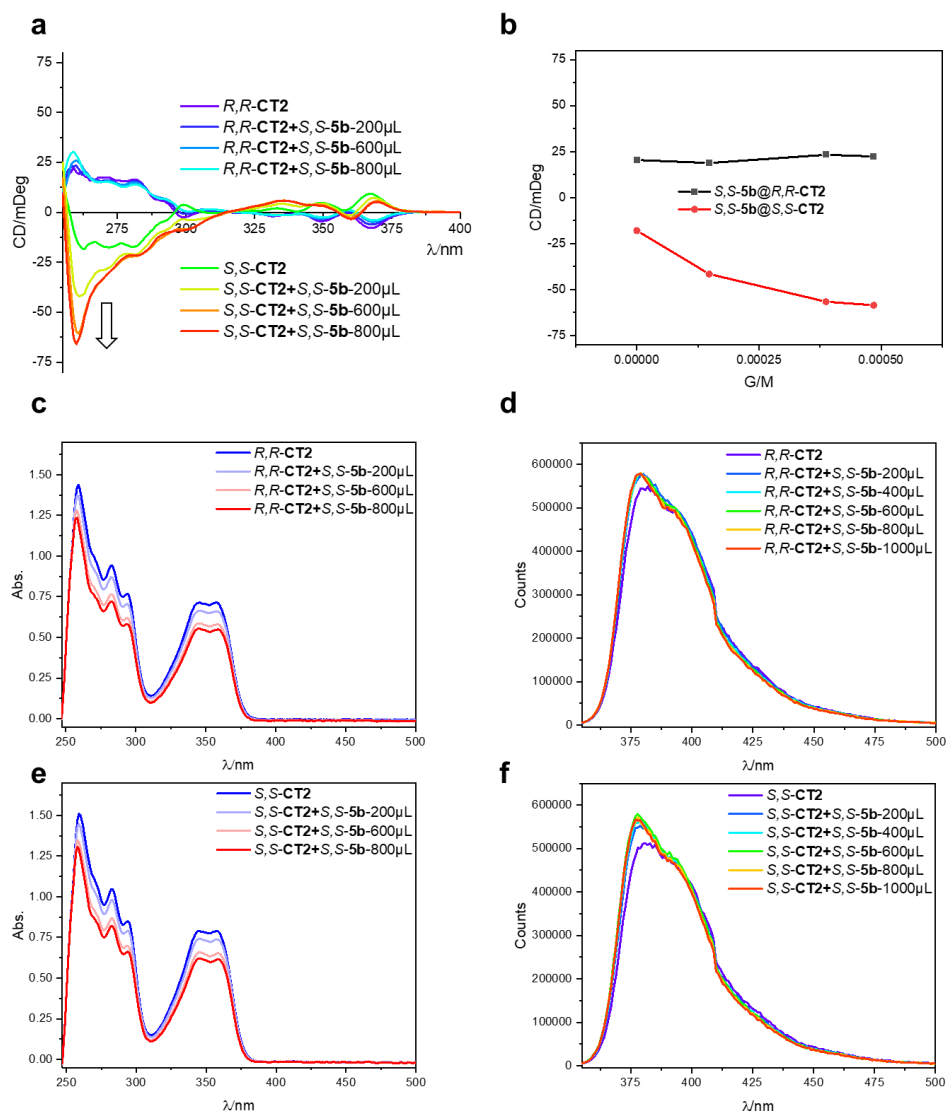 a
75
50
25
0
-25
-50
-75
CD/mDeg
275
300
325
350
375
400
λ/nm
R,R-CT2
R,R-CT2+S,S-5b-200μL
R,R-CT2+S,S-5b-600μL
R,R-CT2+S,S-5b-800μL
S,S-CT2
S,S-CT2+S,S-5b-200μL
S,S-CT2+S,S-5b-600μL
S,S-CT2+S,S-5b-800μL
b
75
50
25
0
-25
-50
-75
CD/mDeg
S,S-5b@R,R-CT2
S,S-5b@S,S-CT2
0.00000
0.00025
0.00050
G/M
c
1.50
1.25
1.00
0.75
0.50
0.25
0.00
Abs.
R,R-CT2
R,R-CT2+S,S-5b-200μL
R,R-CT2+S,S-5b-600μL
R,R-CT2+S,S-5b-800μL
250
300
350
400
450
500
λ/nm
d
600000
500000
400000
300000
200000
100000
0
Counts
R,R-CT2
R,R-CT2+S,S-5b-200μL
R,R-CT2+S,S-5b-400μL
R,R-CT2+S,S-5b-600μL
R,R-CT2+S,S-5b-800μL
R,R-CT2+S,S-5b-1000μL
375
400
425
450
475
500
λ/nm
e
1.50
1.25
1.00
0.75
0.50
0.25
0.00
Abs.
S,S-CT2
S,S-CT2+S,S-5b-200μL
S,S-CT2+S,S-5b-600μL
S,S-CT2+S,S-5b-800μL
250
300
350
400
450
500
λ/nm
f
600000
500000
400000
300000
200000
100000
0
Counts
S,S-CT2
S,S-CT2+S,S-5b-200μL
S,S-CT2+S,S-5b-400μL
S,S-CT2+S,S-5b-600μL
S,S-CT2+S,S-5b-800μL
S,S-CT2+S,S-5b-1000μL
375
400
425
450
475
500
λ/nm